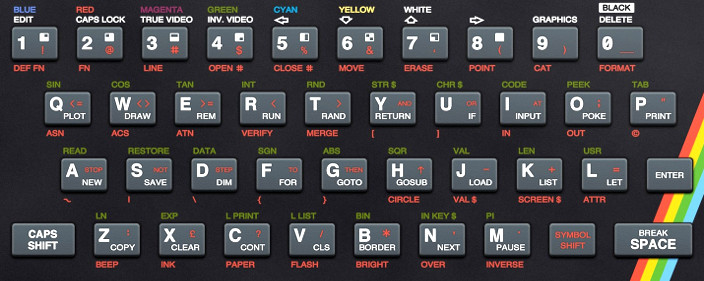 BLUE RED MAGENTA GREEN CYAN YELLOW WHITE BLACK
EDIT CAPS LOCK TRUE VIDEO INV. VIDEO GRAPHICS DELETE
1 ! 2 @ 3 # 4 $ 5 % 6 & 7 ' 8 ( 9 ) 0 _
DEF FN FN LINE OPEN # CLOSE # MOVE ERASE POINT CAT FORMAT
SIN COS TAN INT RND STR $ CHR $ CODE PEEK TAB
Q <= W <> E >= R < T > Y AND U OR I AT O ; P "
PLOT DRAW REM RUN RAND RETURN IF INPUT POKE PRINT
ASN ACS ATN VERIFY MERGE [ ] IN OUT ©
READ RESTORE DATA SGN ABS SQR VAL LEN USR
A STOP S NOT D STEP F TO G THEN H ↑ J - K + L = ENTER
NEW SAVE DIM FOR GOTO GOSUB LOAD LIST LET
~ | \ { } CIRCLE VAL $ SCREEN $ ATTR
LN EXP L PRINT L LIST BIN IN KEY $ PI
CAPS Z : X £ C ? V / B * N , M . SYMBOL BREAK
SHIFT COPY CLEAR CONT CLS BORDER NEXT PAUSE SHIFT SPACE
BEEP INK PAPER FLASH BRIGHT OVER INVERSE